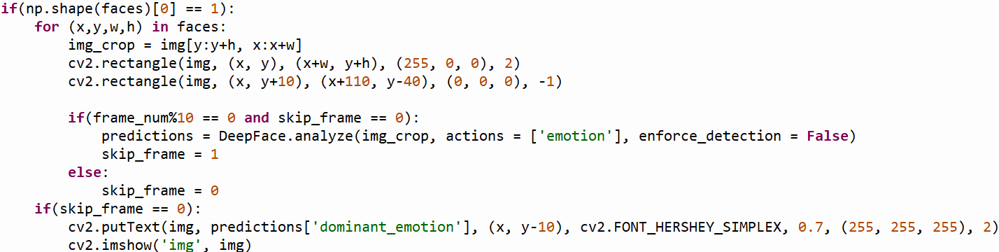 if(np.shape(faces)[0] == 1):
    for (x,y,w,h) in faces:
        img_crop = img[y:y+h, x:x+w]
        cv2.rectangle(img, (x, y), (x+w, y+h), (255, 0, 0), 2)
        cv2.rectangle(img, (x, y+10), (x+110, y-40), (0, 0, 0), -1)
        if(frame_num%10 == 0 and skip_frame == 0):
            predictions = DeepFace.analyze(img_crop, actions = ['emotion'], enforce_detection = False)
            skip_frame = 1
        else:
            skip_frame = 0
    if(skip_frame == 0):
        cv2.putText(img, predictions['dominant_emotion'], (x, y-10), cv2.FONT_HERSHEY_SIMPLEX, 0.7, (255, 255, 255), 2)
        cv2.imshow('img', img)